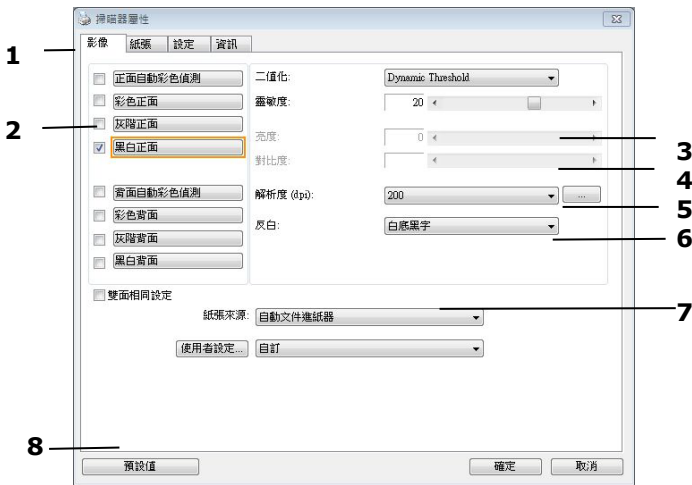 掃瞄器屬性
影像 紙張 設定 資訊
1
正面自動彩色偵測
彩色正面
灰階正面
黑白正面
2
背面自動彩色偵測
彩色背面
灰階背面
黑白背面
二值化: Dynamic Threshold
靈敏度: 20
亮度: 0
3
對比度:
4
解析度 (dpi): 200 ...
5
反白: 白底黑字
6
雙面相同設定
紙張來源: 自動文件進紙器
7
使用者設定... 自訂
8
預設值 確定 取消